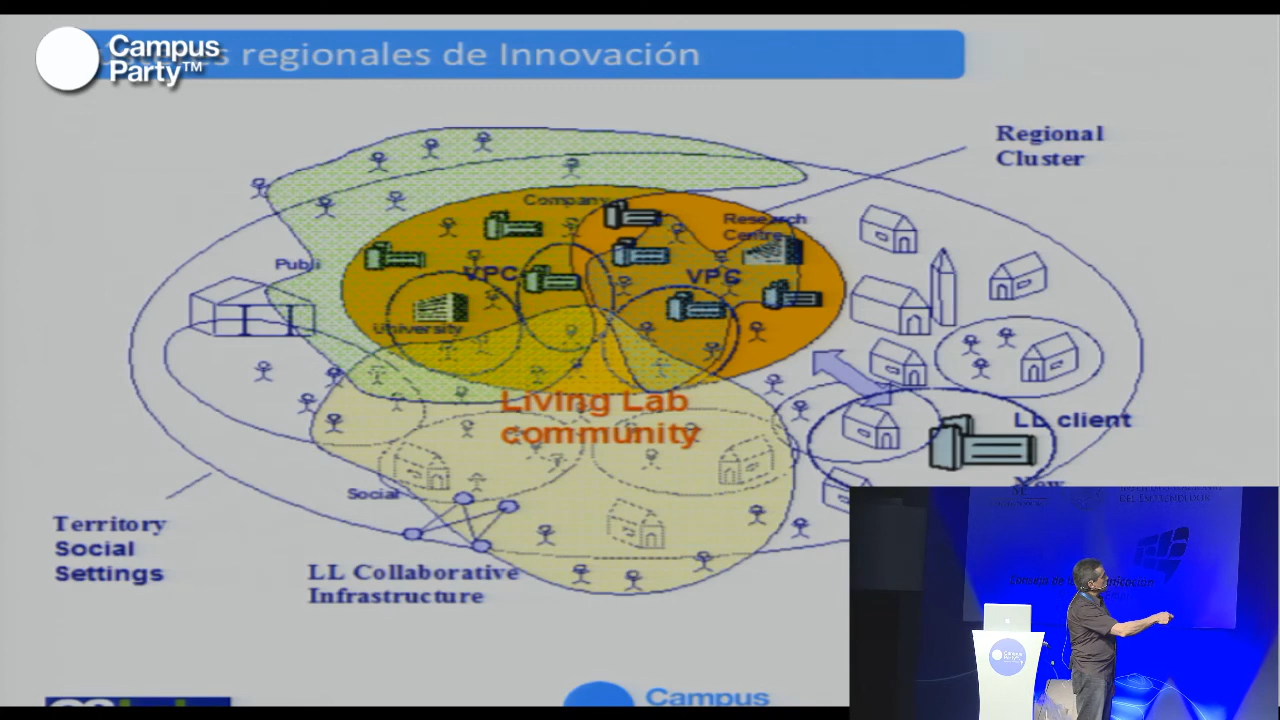 Campus
Party™
regionales de Innovación
Regional
Cluster
Company
Research
Centre
Publi
VPC
VPC
University
Living Lab
community
LL client
New
Social
Territory
Social
Settings
LL Collaborative
Infrastructure
Campus